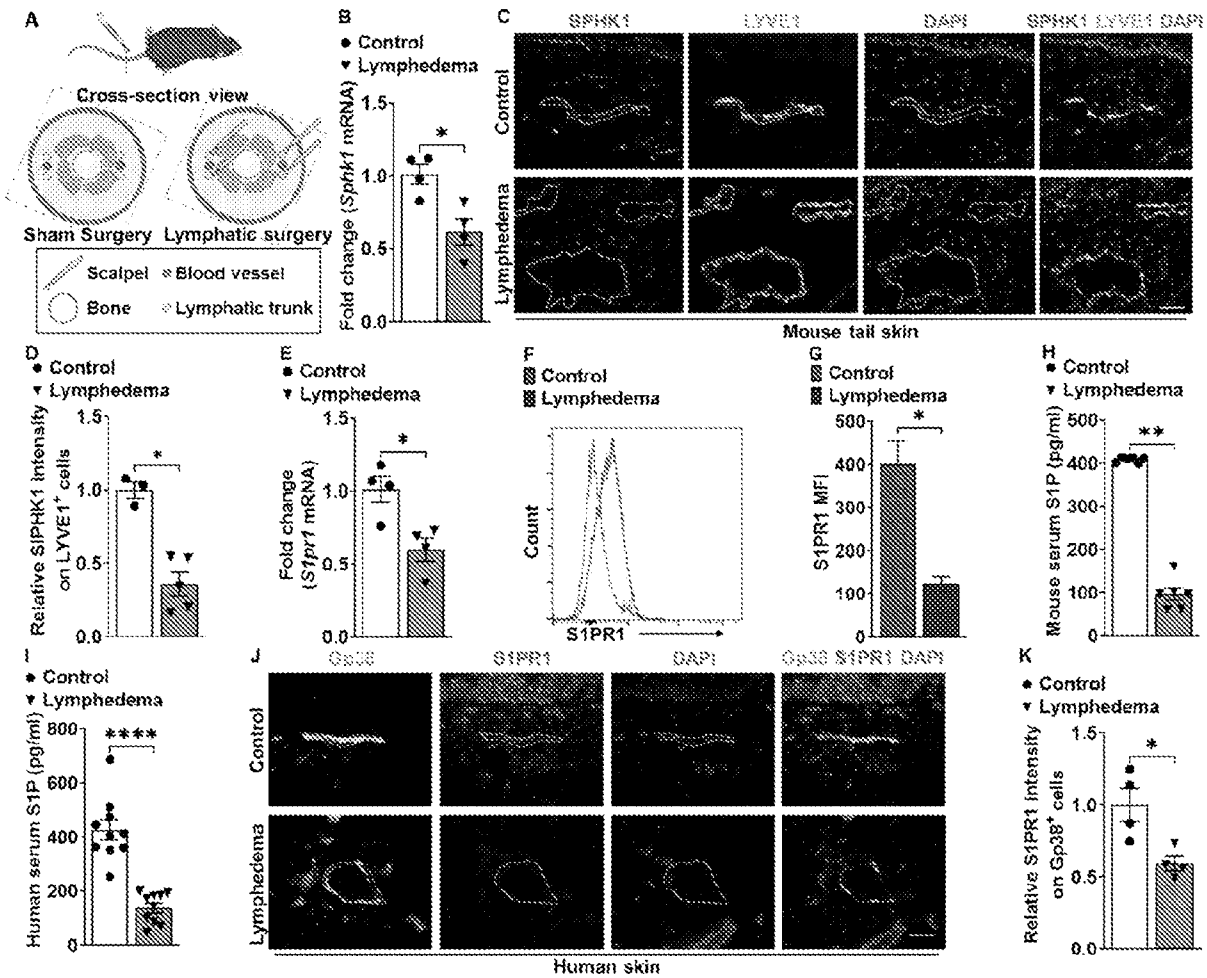 A
Cross-section view
Sham Surgery Lymphatic surgery
Scalpel
Blood vessel
Bone
Lymphatic trunk
B
Control
Lymphedema
Fold change (Sphk1 mRNA)
1.5
1.0
0.5
0.0
*
C
SPHK1
LYVE1
DAPI
SPHK1 LYVE1 DAPI
Control
Lymphedema
Mouse tail skin
D
Control
Lymphedema
Relative SIPHK1 Intensity
on LYVE1+ cells
1.5
1.0
0.5
0.0
*
E
Control
Lymphedema
Fold change
(S1pr1 mRNA)
1.5
1.0
0.5
0.0
*
F
Control
Lymphedema
Count
S1PR1
G
Control
Lymphedema
S1PR1 MFI
500
400
300
200
100
0
*
H
Control
Lymphedema
Mouse serum S1P (pg/ml)
500
400
300
200
100
0
**
I
Control
Lymphedema
Human serum S1P (pg/ml)
800
600
400
200
0
****
J
Gp38
S1PR1
DAPI
Gp38 S1PR1 DAPI
Control
Lymphedema
Human skin
K
Control
Lymphedema
Relative S1PR1 Intensity
on Gp38+ cells
1.5
1.0
0.5
0.0
*